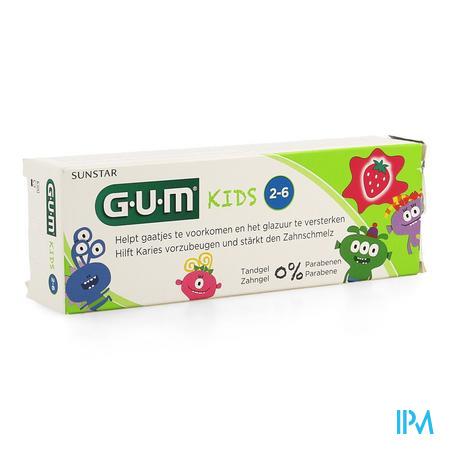 SUNSTAR
G·U·M® KIDS 2-6
Helpt gaatjes te voorkomen en het glazuur te versterken
Hilft Karies vorzubeugen und stärkt den Zahnschmelz
Tandgel 0% Parabenen
Zahngel Parabene
KIDS 2-6
IPM